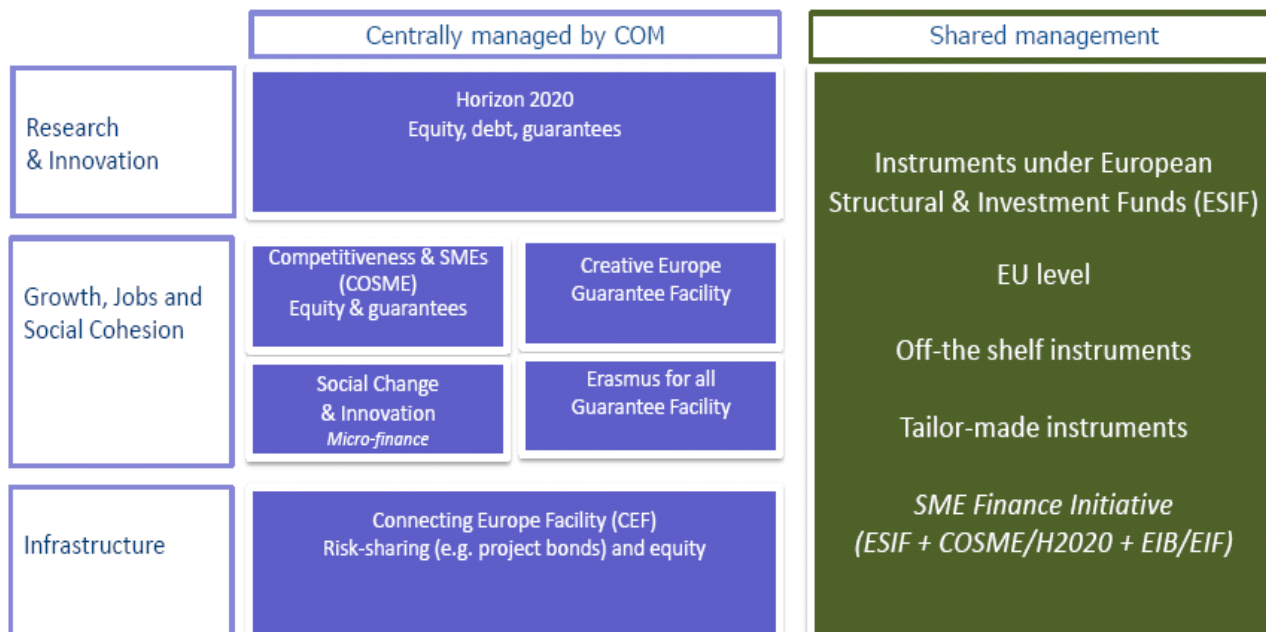 Centrally managed by COM
Shared management
Research
& Innovation
Horizon 2020
Equity, debt, guarantees
Growth, Jobs and
Social Cohesion
Competitiveness & SMEs
(COSME)
Equity & guarantees
Creative Europe
Guarantee Facility
Social Change
& Innovation
Micro-finance
Erasmus for all
Guarantee Facility
Infrastructure
Connecting Europe Facility (CEF)
Risk-sharing (e.g. project bonds) and equity
Instruments under European
Structural & Investment Funds (ESIF)
EU level
Off-the shelf instruments
Tailor-made instruments
SME Finance Initiative
(ESIF + COSME/H2020 + EIB/EIF)